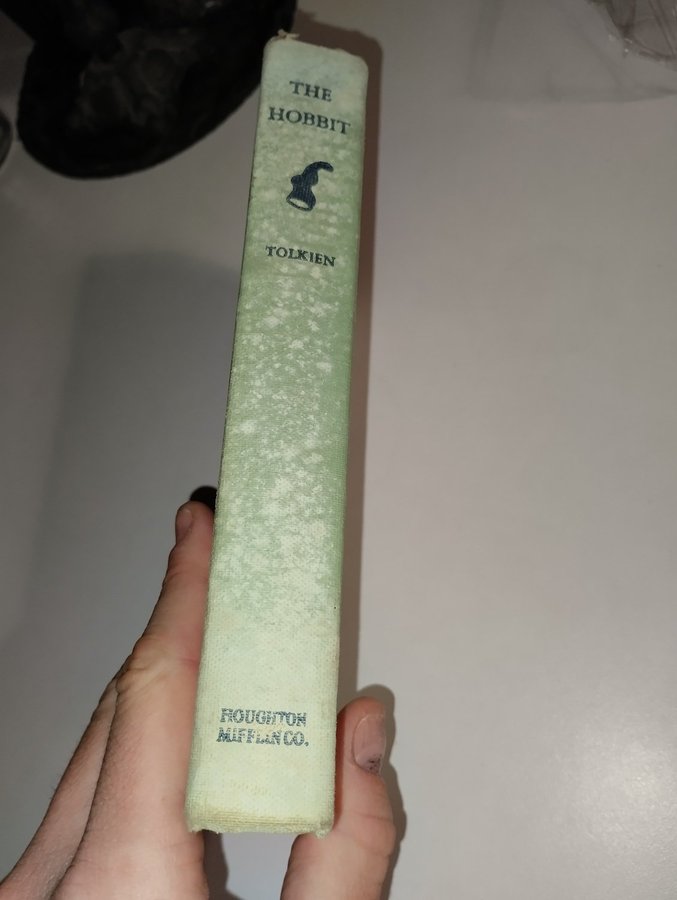 THE
HOBBIT
TOLKIEN
HOUGHTON
MIFFLIN CO.